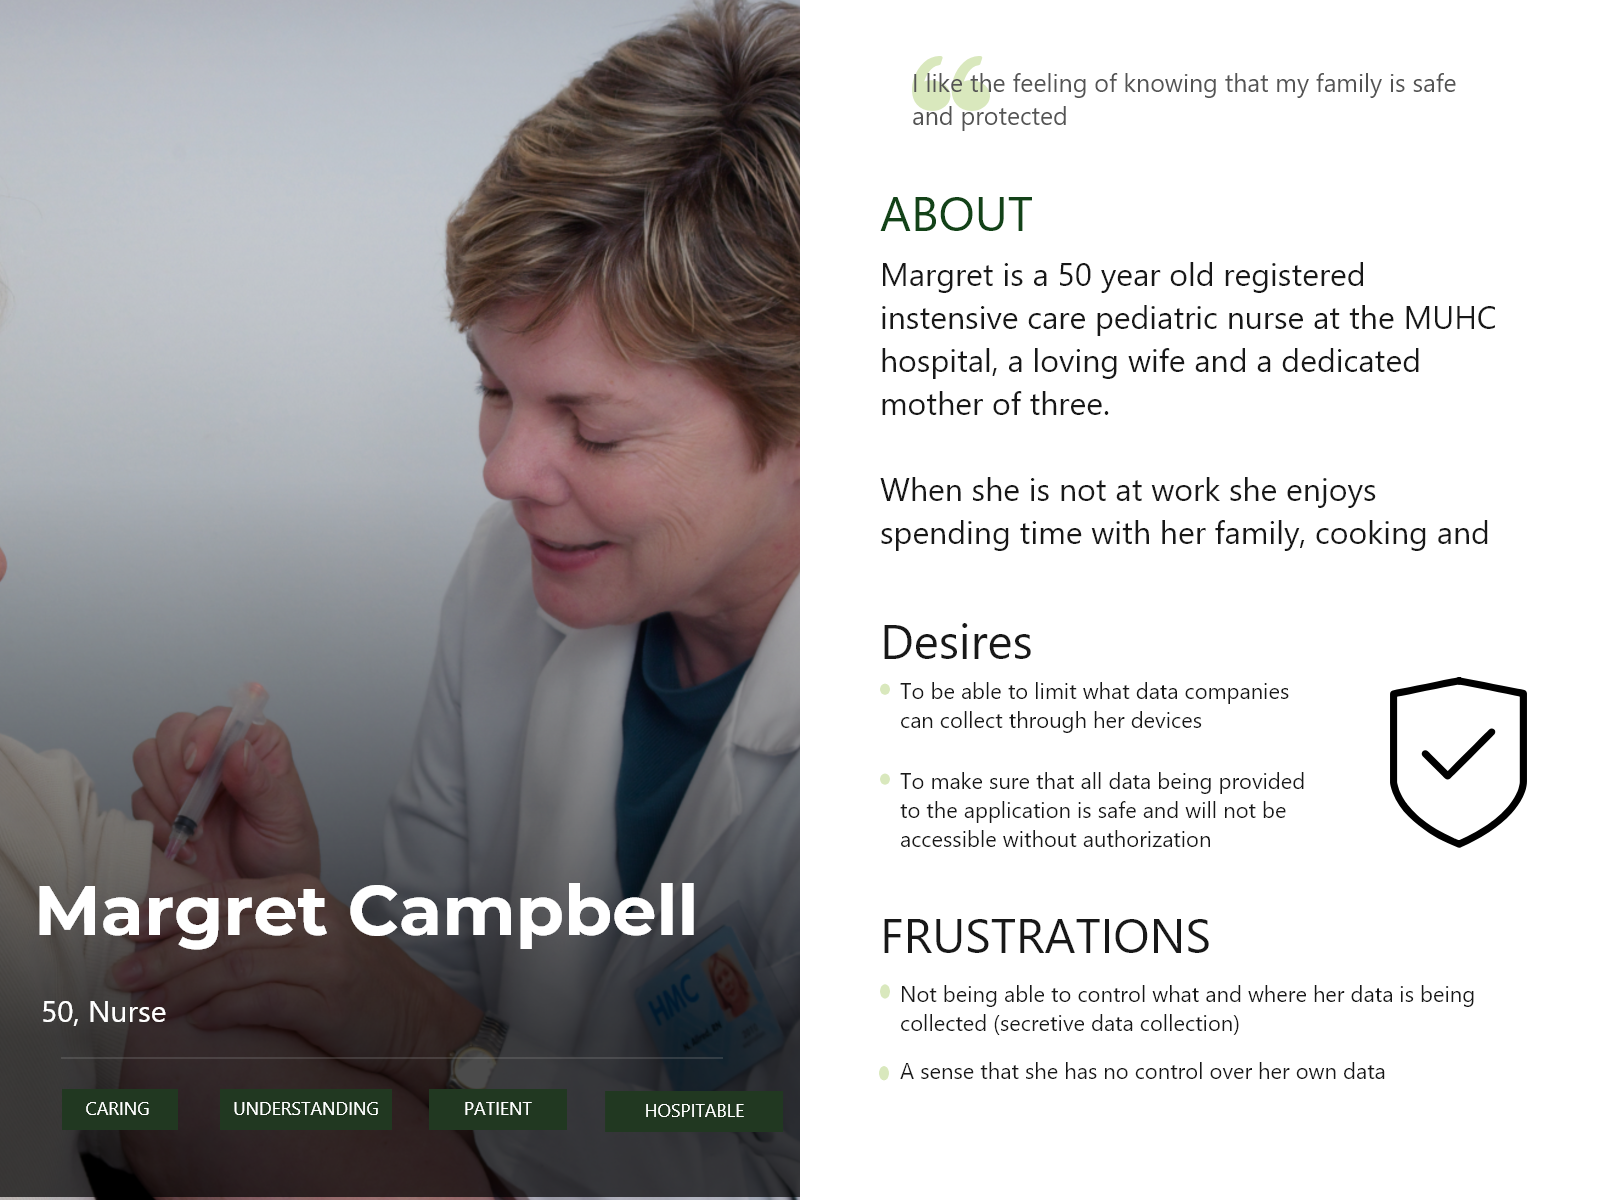 Margret Campbell
50, Nurse
CARING
UNDERSTANDING
PATIENT
HOSPITABLE
HMC
I like the feeling of knowing that my family is safe
and protected
ABOUT
Margret is a 50 year old registered
instensive care pediatric nurse at the MUHC
hospital, a loving wife and a dedicated
mother of three.
When she is not at work she enjoys
spending time with her family, cooking and
Desires
To be able to limit what data companies
can collect through her devices
To make sure that all data being provided
to the application is safe and will not be
accessible without authorization
FRUSTRATIONS
Not being able to control what and where her data is being
collected (secretive data collection)
A sense that she has no control over her own data